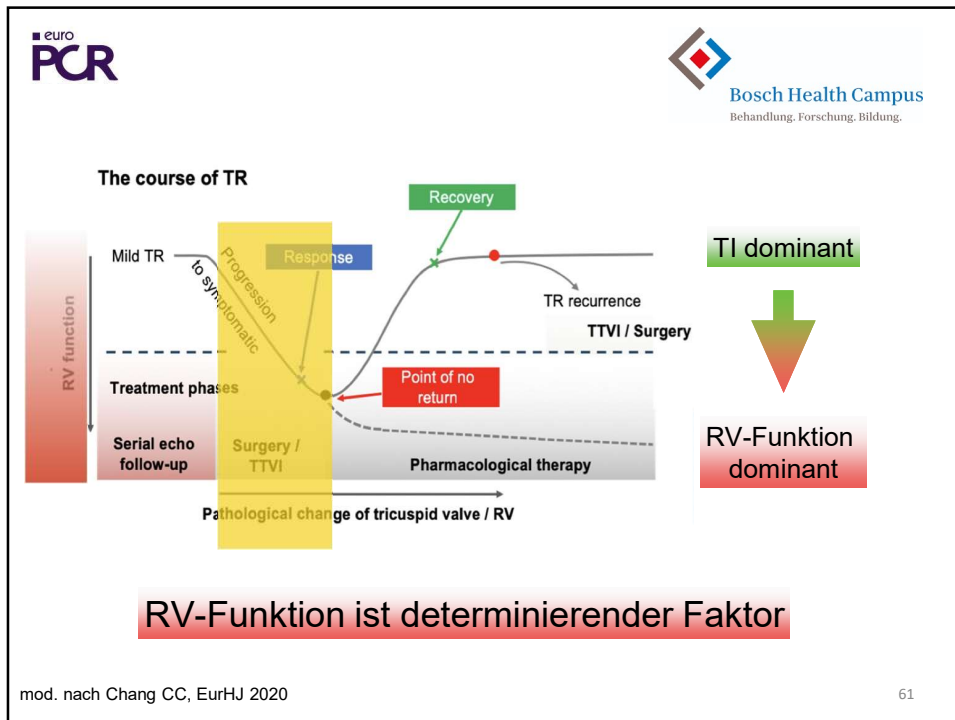 euro
PCR
Bosch Health Campus
Behandlung. Forschung. Bildung.
The course of TR
RV function
Mild TR
Progression
to symptomatic
Response
Recovery
TR recurrence
TTVI / Surgery
Treatment phases
Point of no
return
Serial echo
follow-up
Surgery /
TTVI
Pharmacological therapy
Pathological change of tricuspid valve / RV
TI dominant
RV-Funktion
dominant
RV-Funktion ist determinierender Faktor
mod. nach Chang CC, EurHJ 2020
61